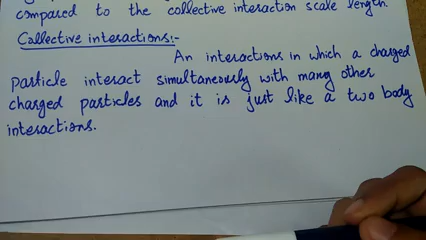 compared to the collective interaction scale length
Collective interactions:-
An interactions in which a charged
particle interact simultaneously with many other
charged particles and it is just like a two body
interactions.